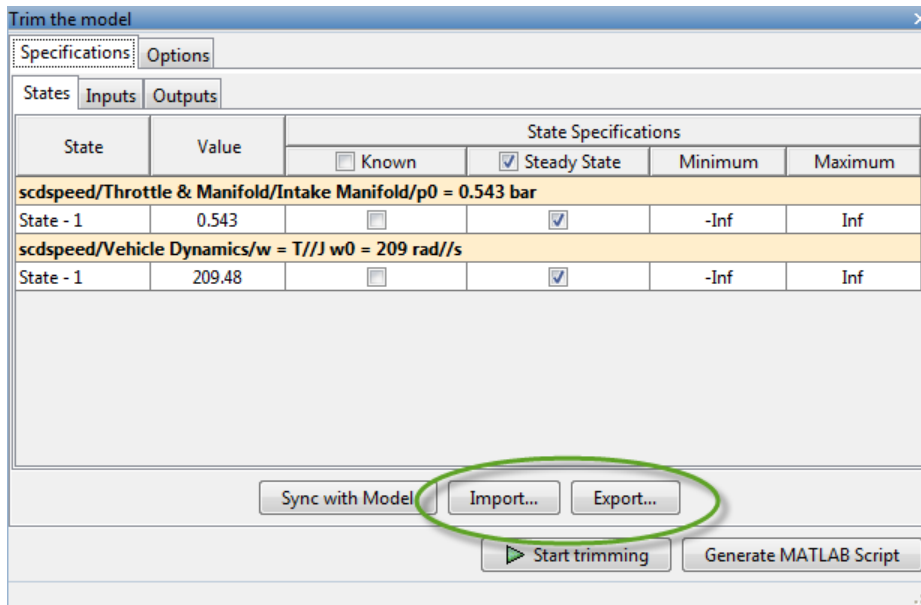 Trim the model
Specifications Options
States Inputs Outputs
State Value State Specifications
Known Steady State Minimum Maximum
scdspeed/Throttle & Manifold/Intake Manifold/p0 = 0.543 bar
State - 1 0.543 -Inf Inf
scdspeed/Vehicle Dynamics/w = T//J w0 = 209 rad//s
State - 1 209.48 -Inf Inf
Sync with Model Import... Export...
Start trimming Generate MATLAB Script